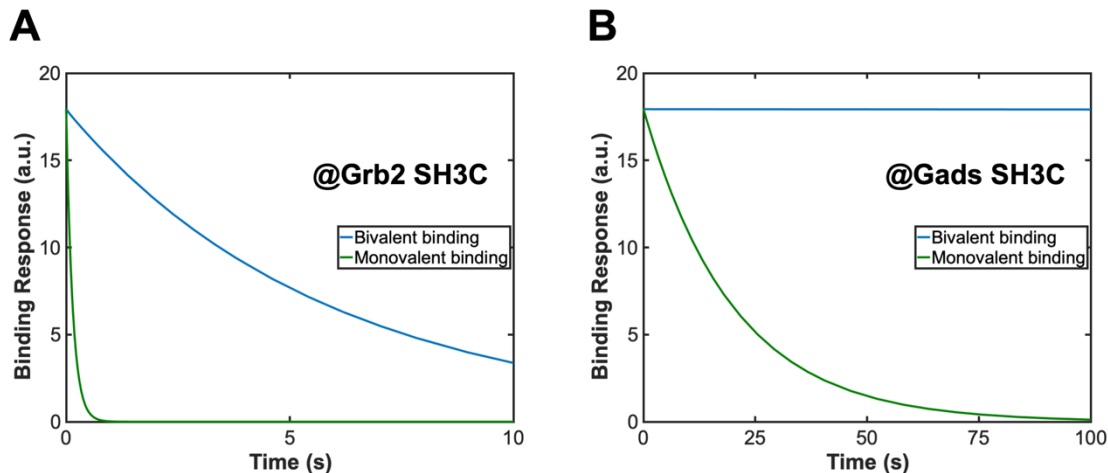 A
20
15
10
5
0
0
5
10
Binding Response (a.u.)
Time (s)
@Grb2 SH3C
Bivalent binding
Monovalent binding
B
20
15
10
5
0
0
25
50
75
100
Binding Response (a.u.)
Time (s)
@Gads SH3C
Bivalent binding
Monovalent binding